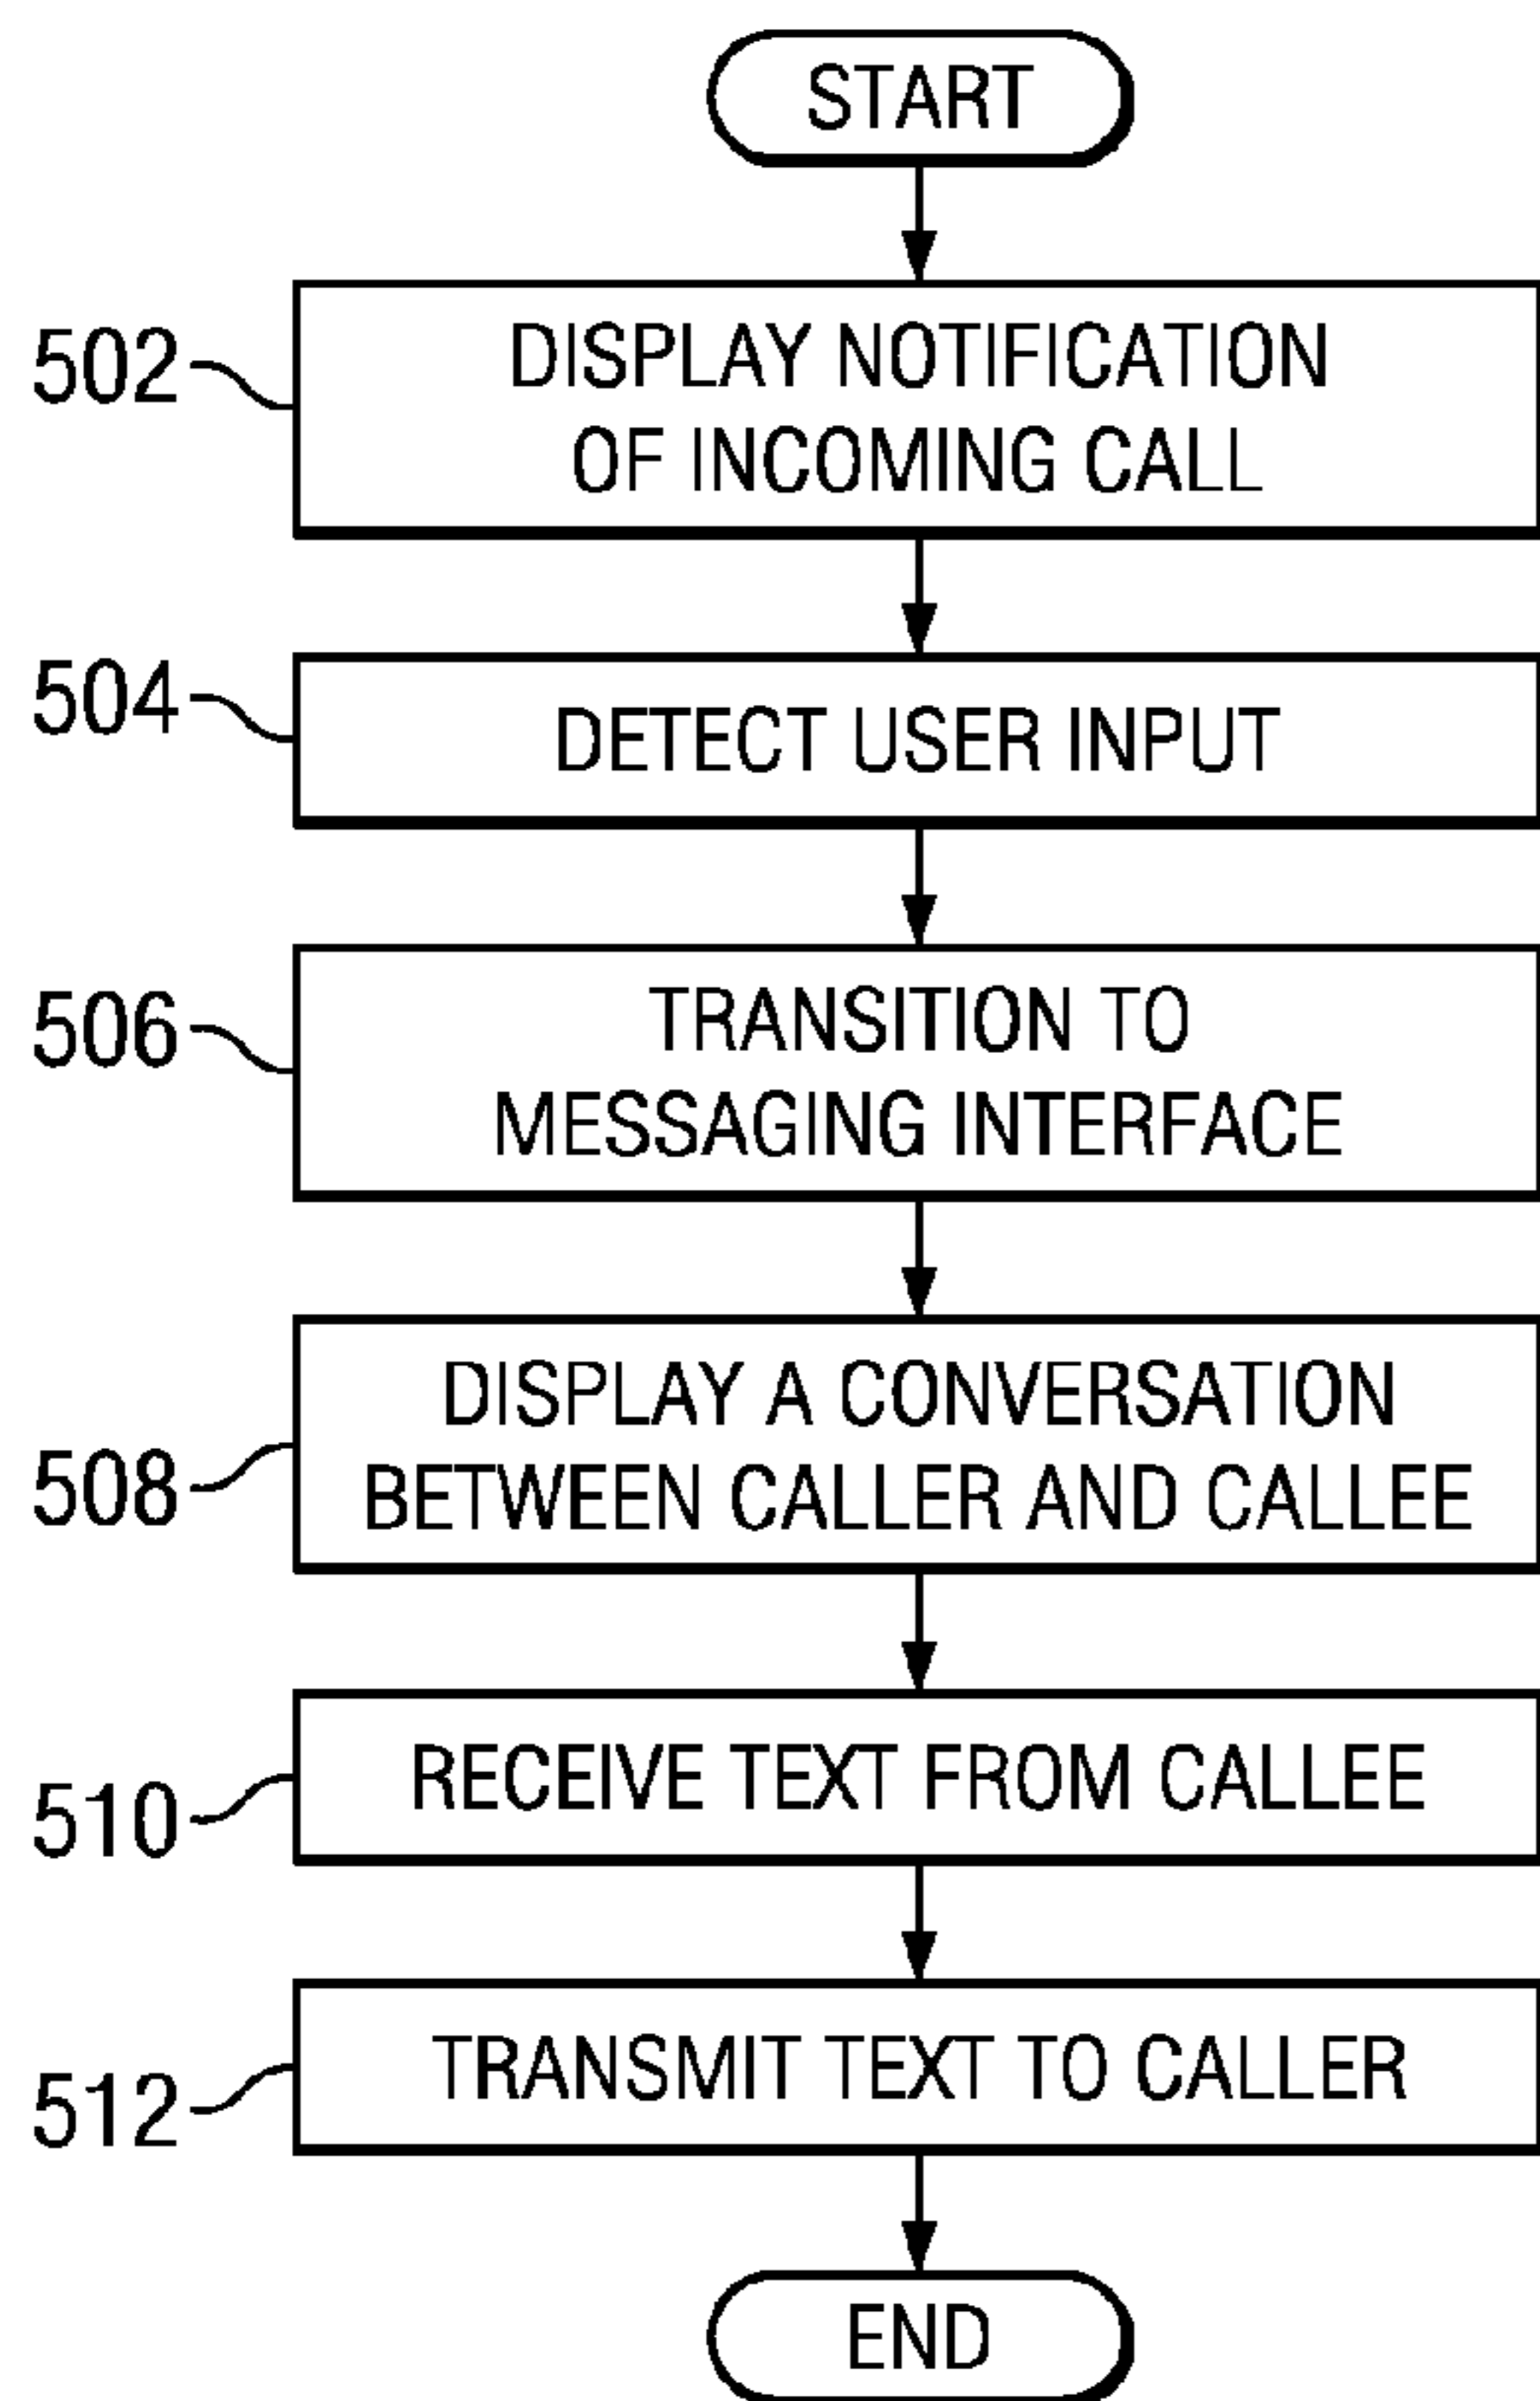 START
502
DISPLAY NOTIFICATION
OF INCOMING CALL
504
DETECT USER INPUT
506
TRANSITION TO
MESSAGING INTERFACE
508
DISPLAY A CONVERSATION
BETWEEN CALLER AND CALLEE
510
RECEIVE TEXT FROM CALLEE
512
TRANSMIT TEXT TO CALLER
END